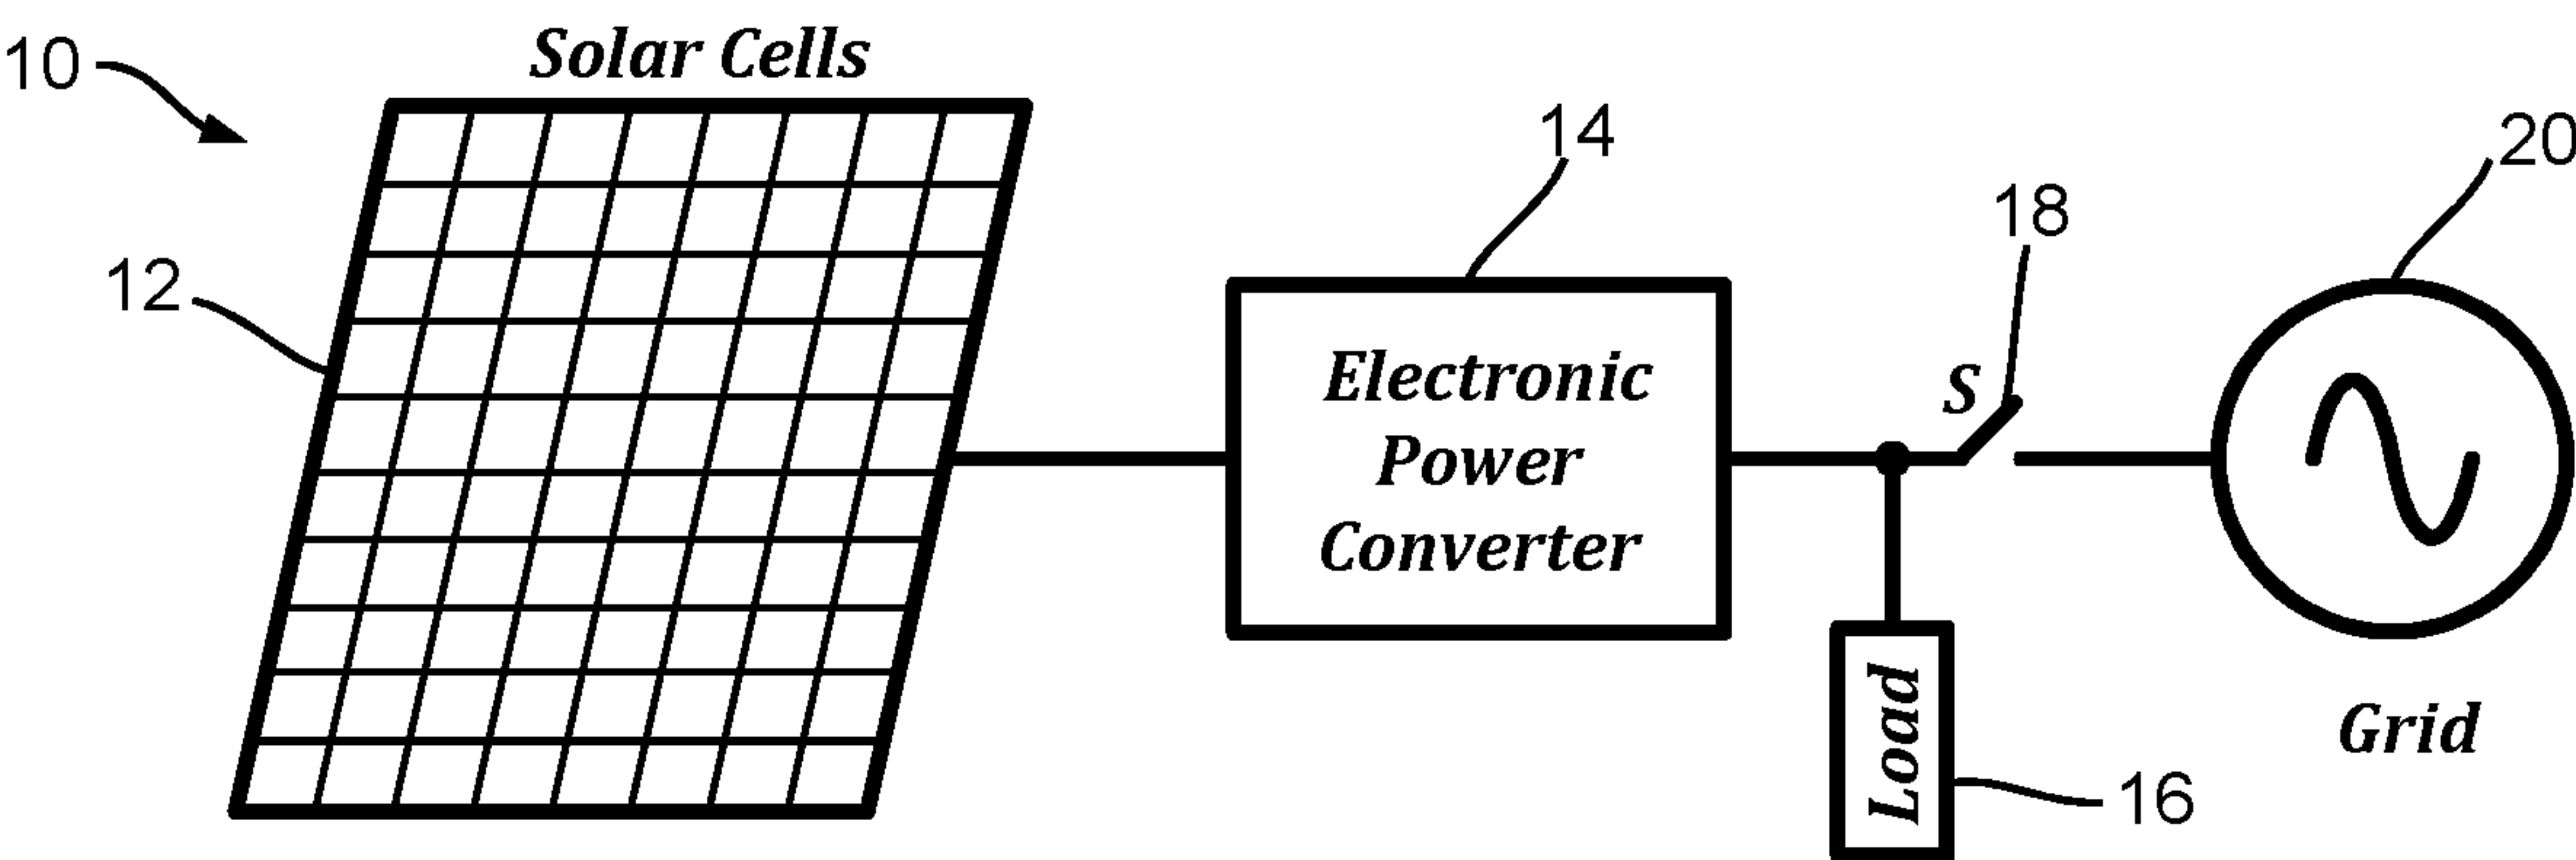 10
Solar Cells
12
14
Electronic
Power
Converter
18
S
20
Load
16
Grid